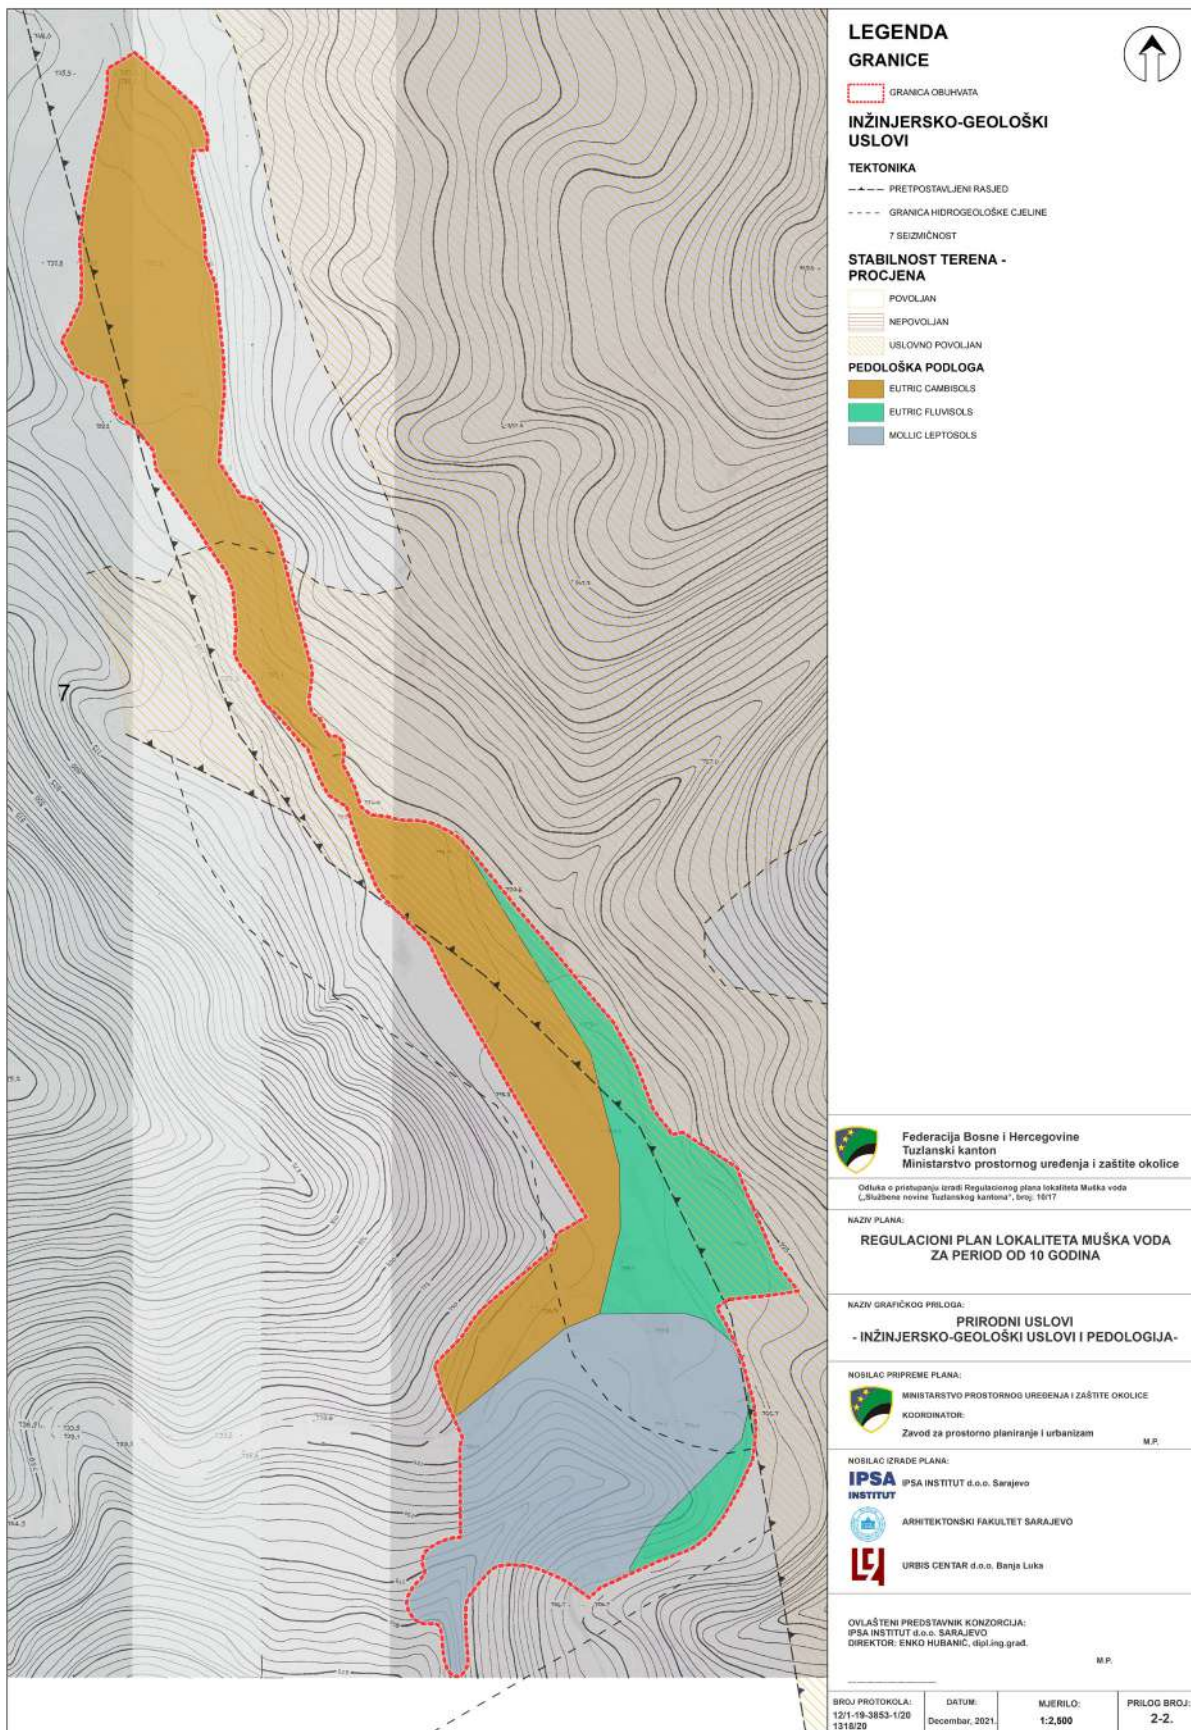 LEGENDA
GRANICE
GRANICA OBUHVATA
INŽINJERSKO-GEOLOŠKI
USLOVI
TEKTONIKA
PRETPOSTAVLJENI RASJED
GRANICA HIDROGEOLOŠKE CJELINE
7 SEIZMIČNOST
STABILNOST TERENA -
PROCJENA
POVOLJAN
NEPOVOLJAN
USLOVNO POVOLJAN
PEDOLOŠKA PODLOGA
EUTRIC CAMBISOLS
EUTRIC FLUVISOLS
MOLLIC LEPTOSOLS
7
Federacija Bosne i Hercegovine
Tuzlanski kanton
Ministarstvo prostornog uređenja i zaštite okolice
Odluka o pristupanju izradi Regulacionog plana lokaliteta Muška voda
(„Službene novine Tuzlanskog kantona“, broj: 10/17
NAZIV PLANA:
REGULACIONI PLAN LOKALITETA MUŠKA VODA
ZA PERIOD OD 10 GODINA
NAZIV GRAFIČKOG PRILOGA:
PRIRODNI USLOVI
- INŽINJERSKO-GEOLOŠKI USLOVI I PEDOLOGIJA-
NOSILAC PRIPREME PLANA:
MINISTARSTVO PROSTORNOG UREĐENJA I ZAŠTITE OKOLICE
KOORDINATOR:
Zavod za prostorno planiranje i urbanizam
M.P.
NOSILAC IZRADE PLANA:
IPSA
INSTITUT
IPSA INSTITUT d.o.o. Sarajevo
ARHITEKTONSKI FAKULTET SARAJEVO
URBIS CENTAR d.o.o. Banja Luka
OVLAŠTENI PREDSTAVNIK KONZORCIJA:
IPSA INSTITUT d.o.o. SARAJEVO
DIREKTOR: ENKO HUBANIĆ, dipl.ing.građ.
M.P.
BROJ PROTOKOLA:
12/1-19-3853-1/20
1318/20
DATUM:
Decembar, 2021.
MJERILO:
1:2,500
PRILOG BROJ:
2-2.